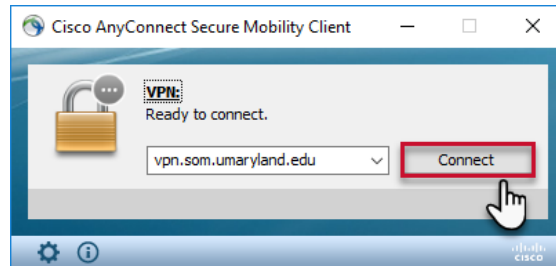 Cisco AnyConnect Secure Mobility Client
VPN:
Ready to connect.
vpn.som.umaryland.edu
Connect
cisco